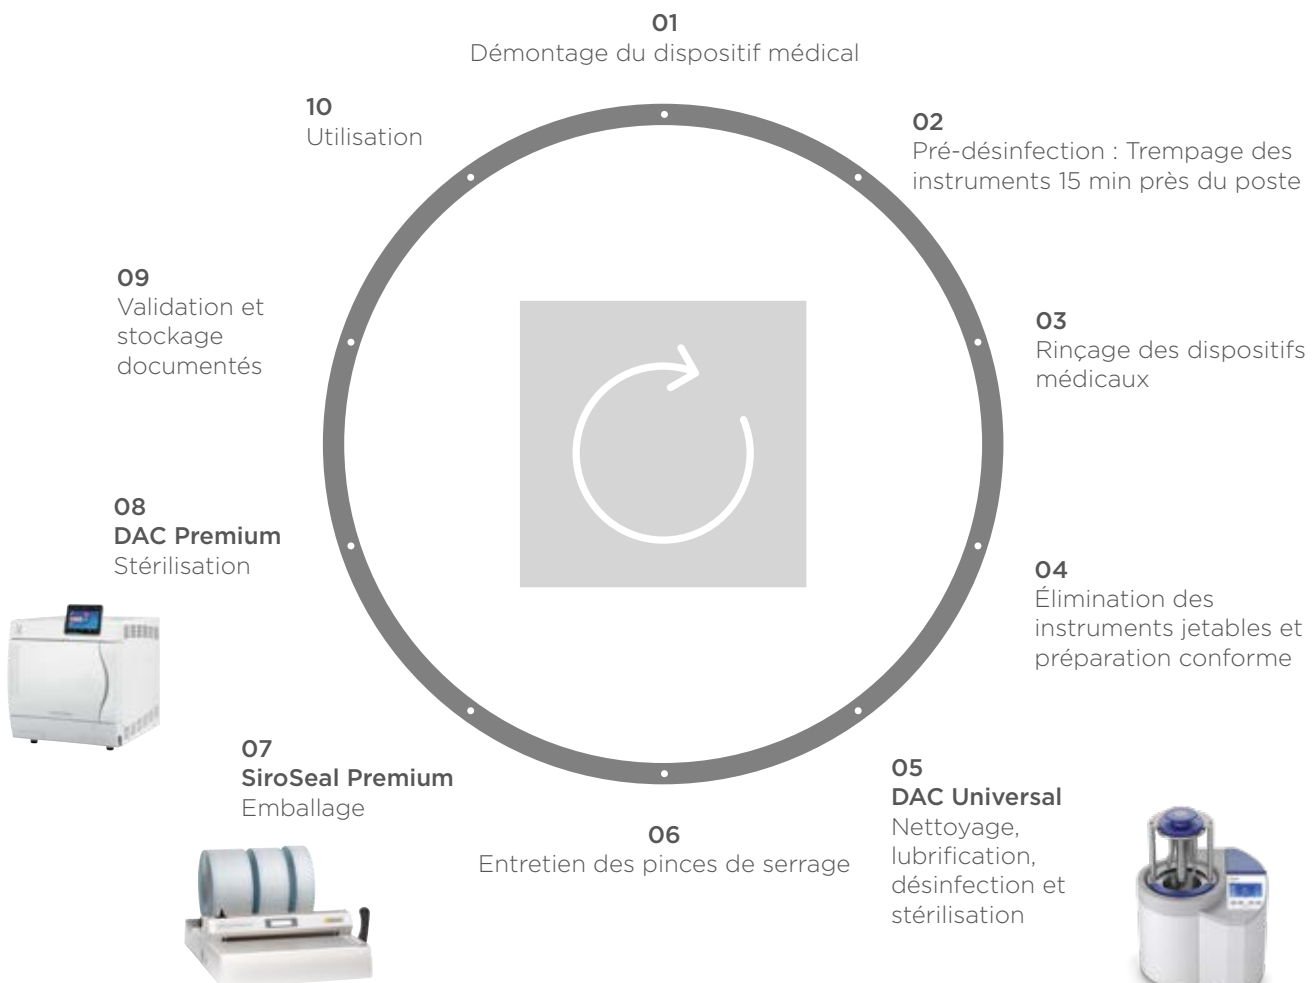 01
Démontage du dispositif médical
02
Pré-désinfection : Trempage des
instruments 15 min près du poste
03
Rinçage des dispositifs
médicaux
04
Élimination des
instruments jetables et
préparation conforme
05
DAC Universal
Nettoyage,
lubrification,
désinfection et
stérilisation
06
Entretien des pinces de serrage
07
SiroSeal Premium
Emballage
08
DAC Premium
Stérilisation
09
Validation et
stockage
documentés
10
Utilisation